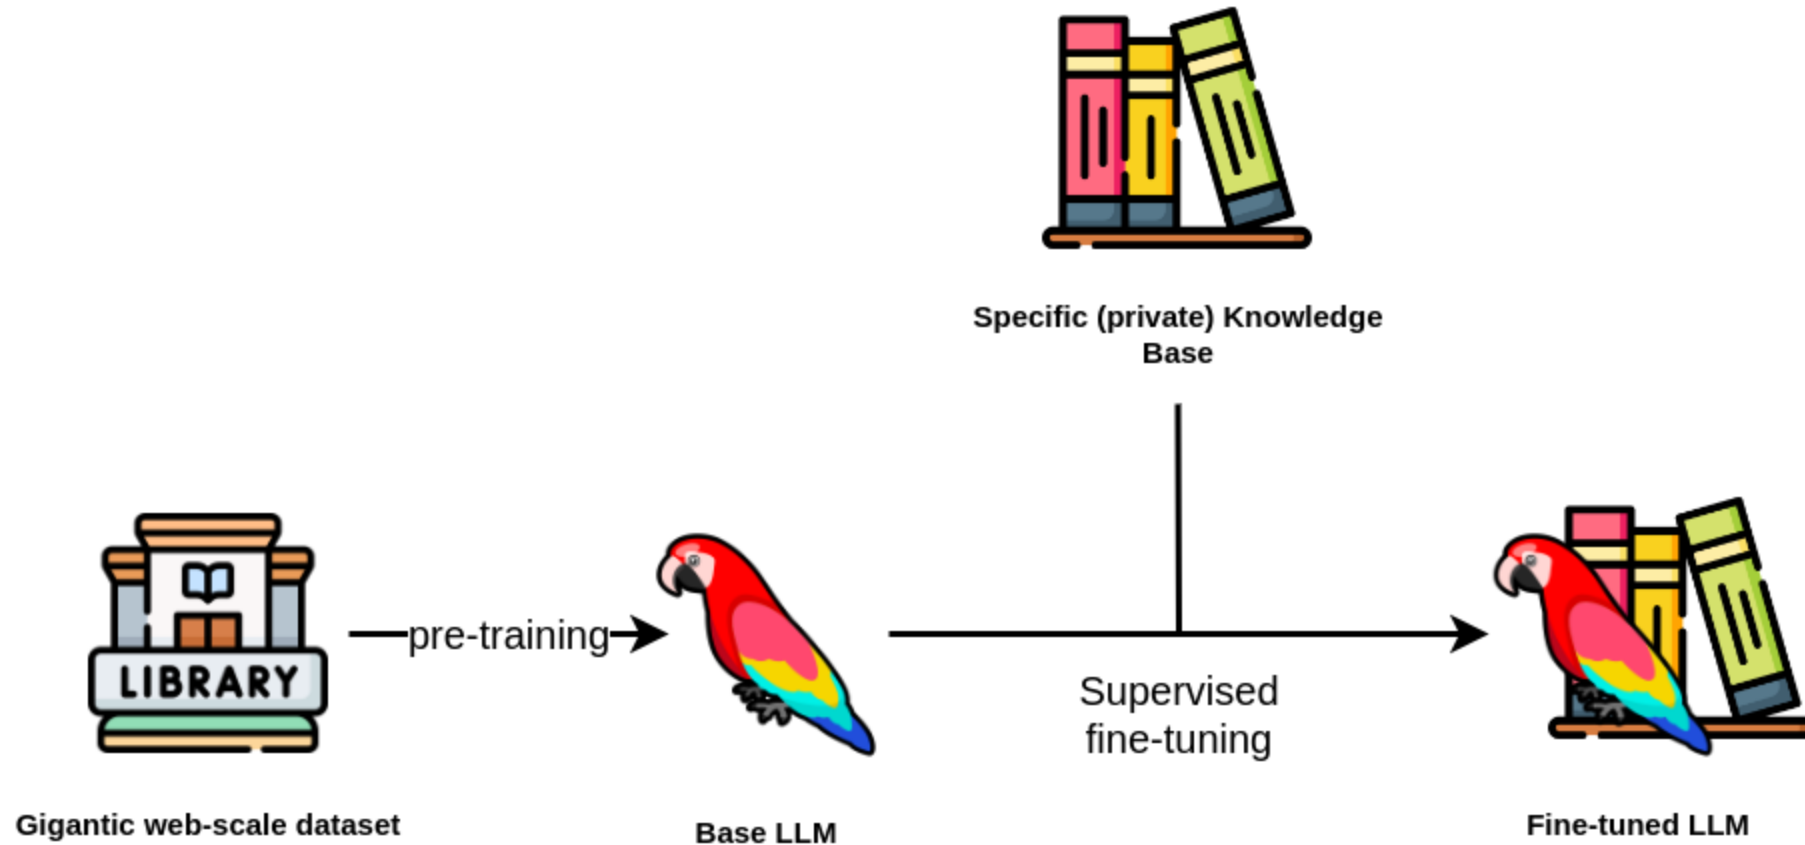 Specific (private) Knowledge
Base
LIBRARY
pre-training
Supervised
fine-tuning
Gigantic web-scale dataset
Base LLM
Fine-tuned LLM